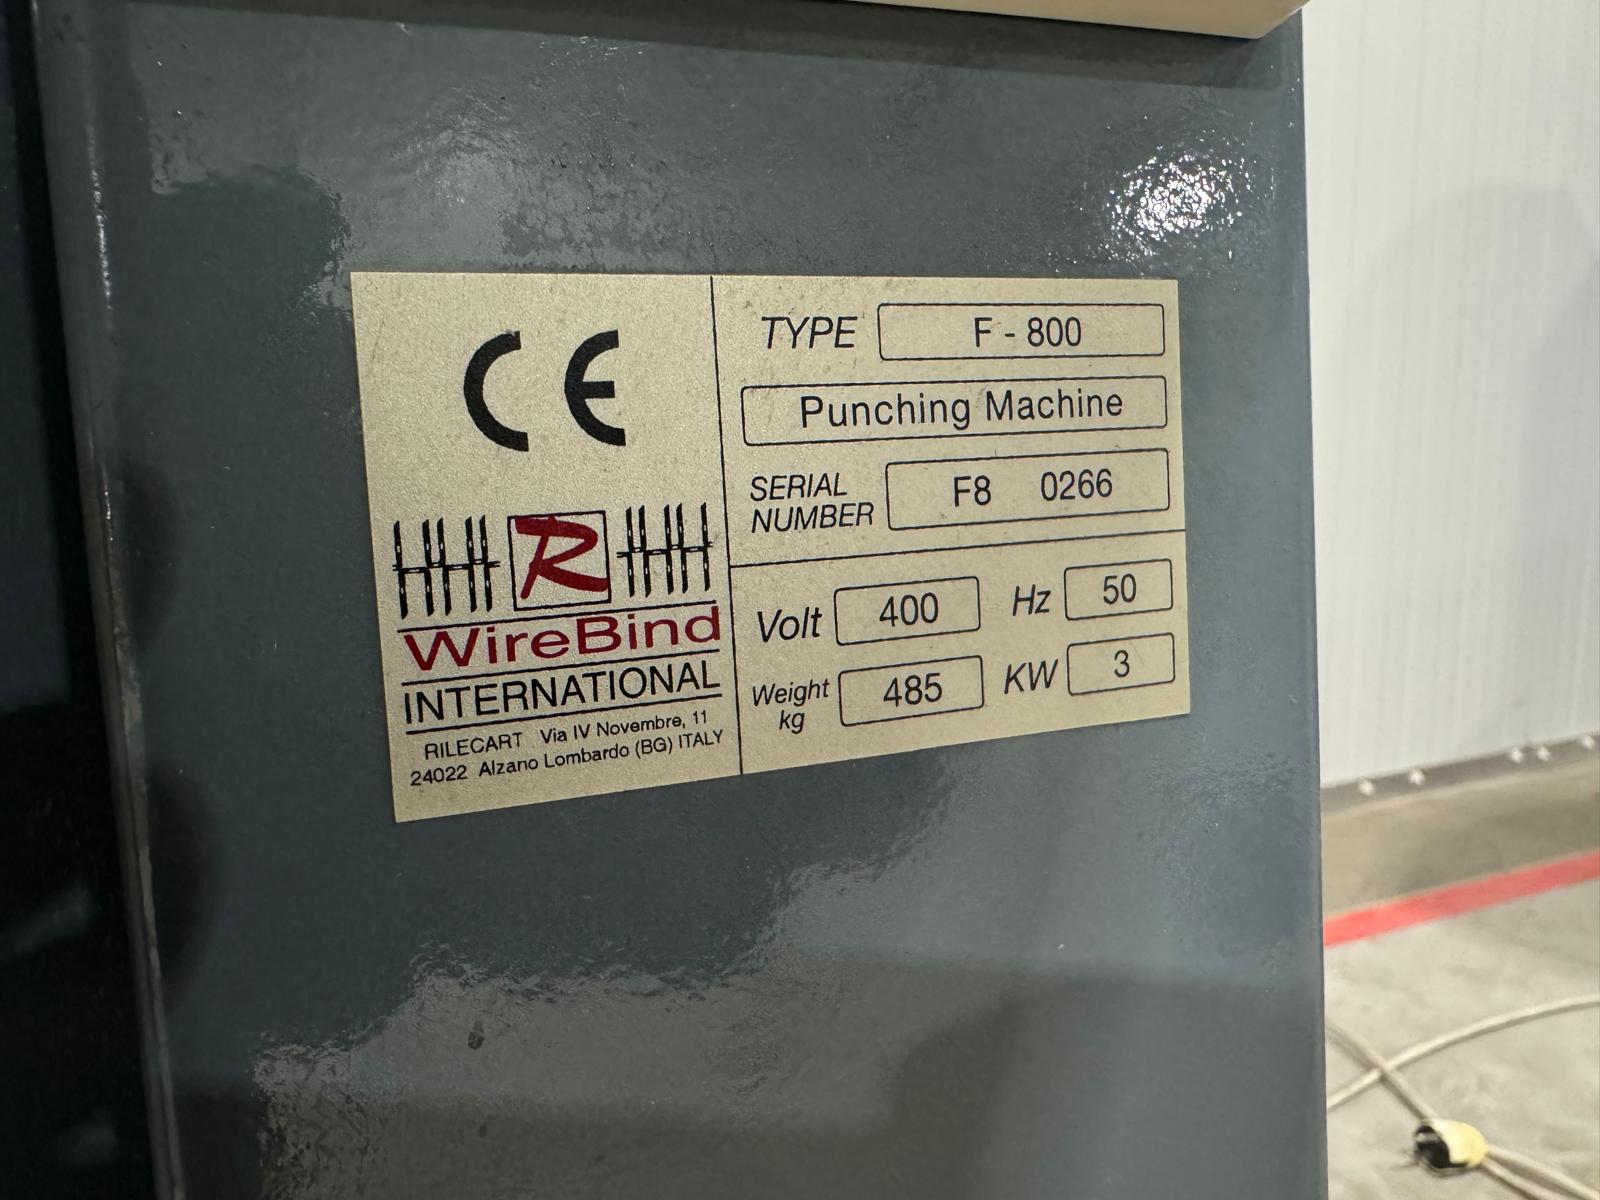 CE
R
WireBind
INTERNATIONAL
RILECART Via IV Novembre, 11
24022 Alzano Lombardo (BG) ITALY
TYPE F - 800
Punching Machine
SERIAL NUMBER F8 0266
Volt 400 Hz 50
Weight kg 485 KW 3